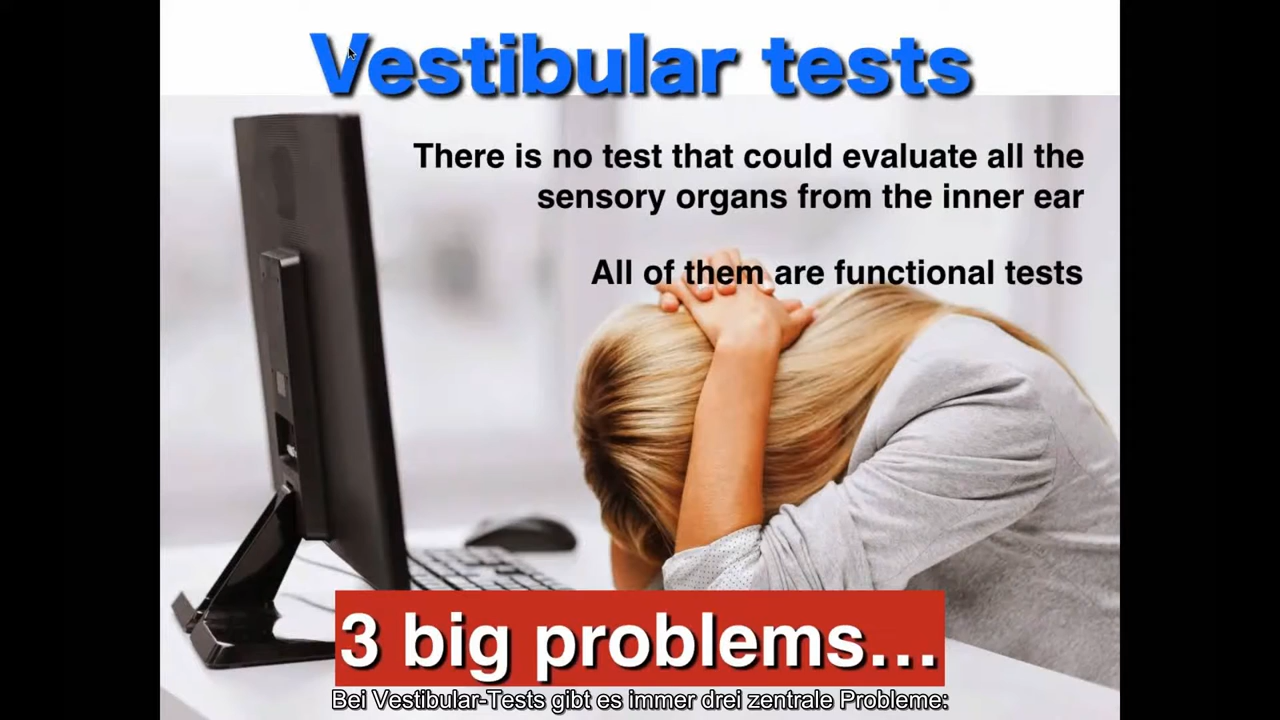 Vestibular tests
There is no test that could evaluate all the
sensory organs from the inner ear
All of them are functional tests
3 big problems...
Bei Vestibular-Tests gibt es immer drei zentrale Probleme: